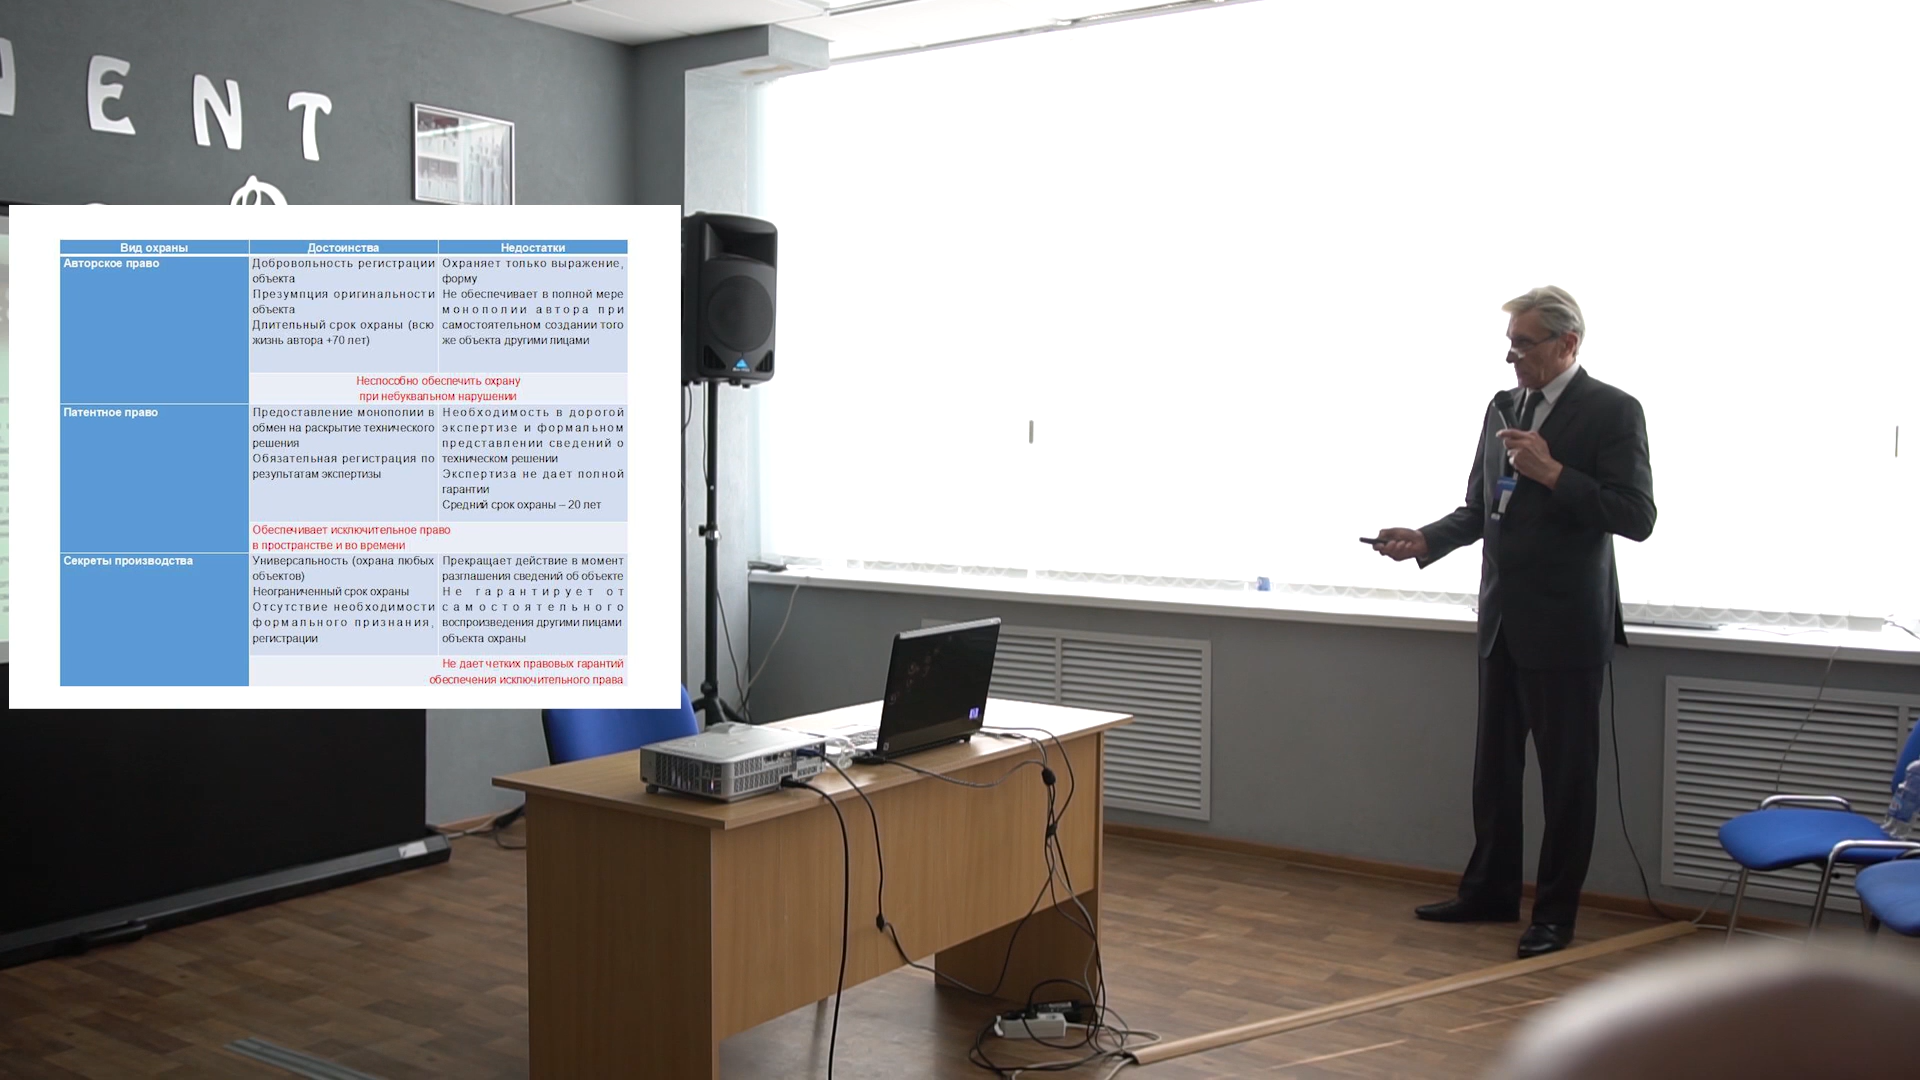 ENT
Вид охраны
Достоинства
Недостатки
Авторское право
Добровольность регистрации
объекта
Презумпция оригинальности
объекта
Длительный срок охраны (всю
жизнь автора +70 лет)
Охраняет только выражение,
форму
Не обеспечивает в полной мере
монополии автора при
самостоятельном создании того
же объекта другими лицами
Неспособно обеспечить охрану
при небуквальном нарушении
Патентное право
Предоставление монополии в
обмен на раскрытие технического
решения
Обязательная регистрация по
результатам экспертизы
Необходимость в дорогой
экспертизе и формальном
представлении сведений о
техническом решении
Экспертиза не дает полной
гарантии
Средний срок охраны – 20 лет
Обеспечивает исключительное право
в пространстве и во времени
Секреты производства
Универсальность (охрана любых
объектов)
Неограниченный срок охраны
Отсутствие необходимости
формального признания,
регистрации
Прекращает действие в момент
разглашения сведений об объекте
Не гарантирует от
самостоятельного
воспроизведения другими лицами
объекта охраны
Не дает четких правовых гарантий
обеспечения исключительного права